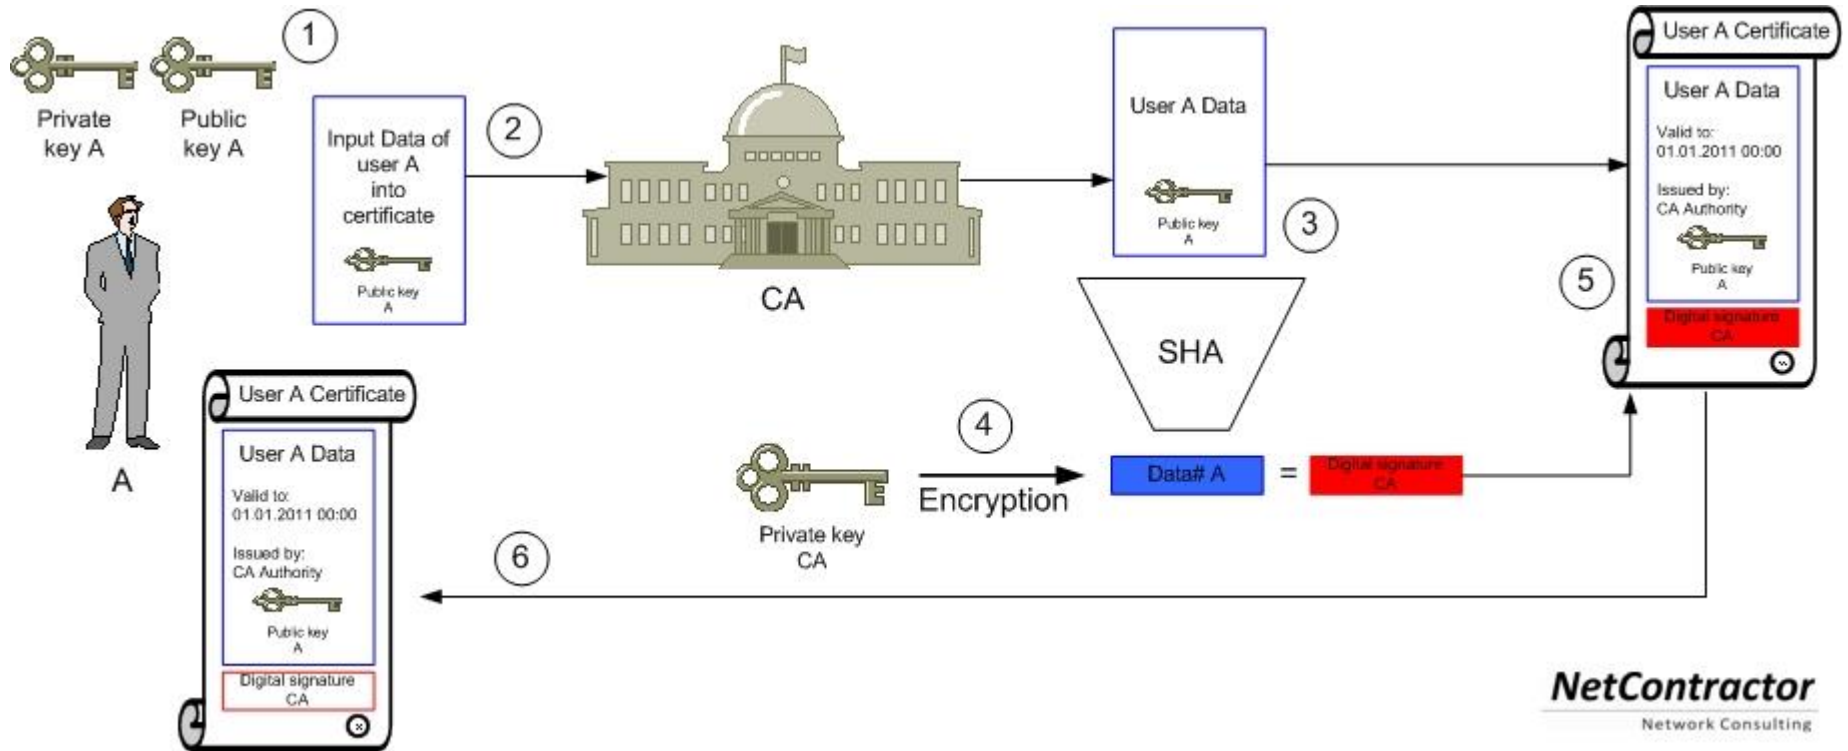 1
Private
key A
Public
key A
Input Data of
user A
into
certificate
Public key
A
2
CA
User A Data
Public key
A
3
SHA
User A Certificate
User A Data
Valid to:
01.01.2011 00:00
Issued by:
CA Authority
Public key
A
Digital signature
CA
5
A
4
Encryption
Private key
CA
Data# A
=
Digital signature
CA
6
User A Certificate
User A Data
Valid to:
01.01.2011 00:00
Issued by:
CA Authority
Public key
A
Digital signature
CA
NetContractor
Network Consulting